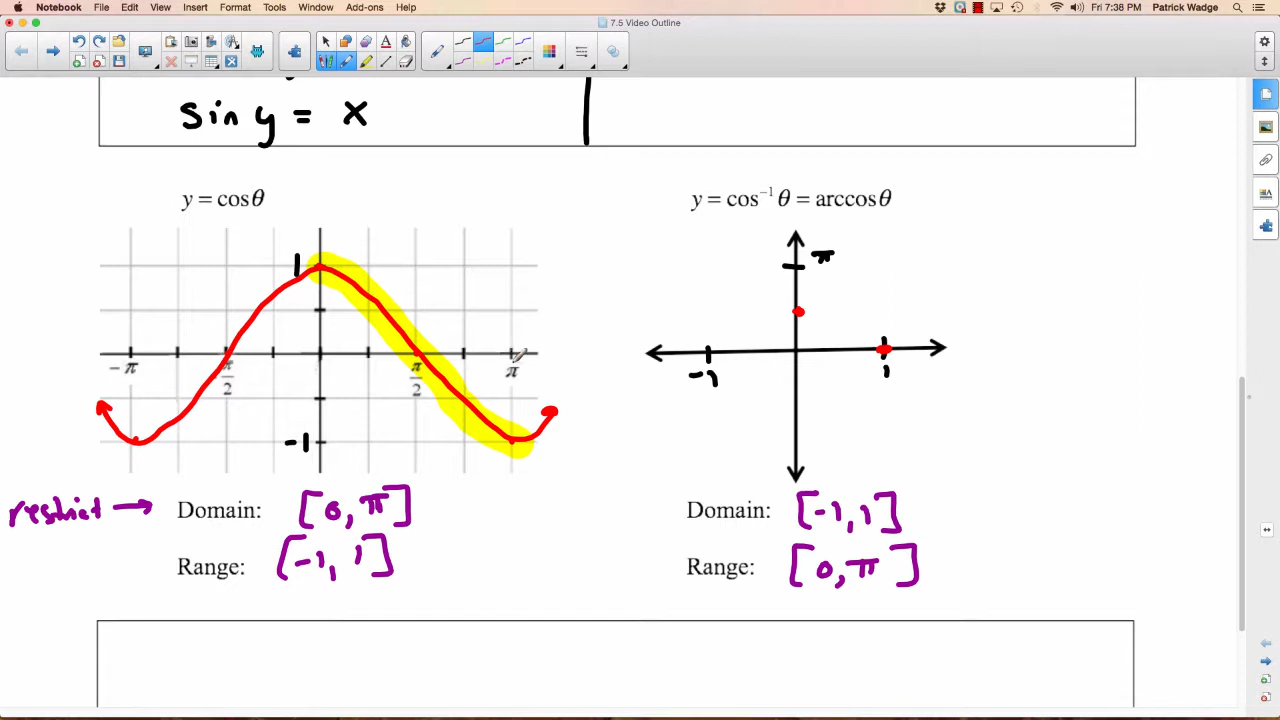 Notebook File Edit View Insert Format Tools Window Add-ons Help Fri 7:38 PM Patrick Wadge
7.5 Video Outline
sin y = x
y = cosθ
y = cos⁻¹ θ = arccosθ
1
π
-π
π/2
π/2
π
-1
1
-1
restrict → Domain: [0, π]
Domain: [-1, 1]
Range: [-1, 1]
Range: [0, π]